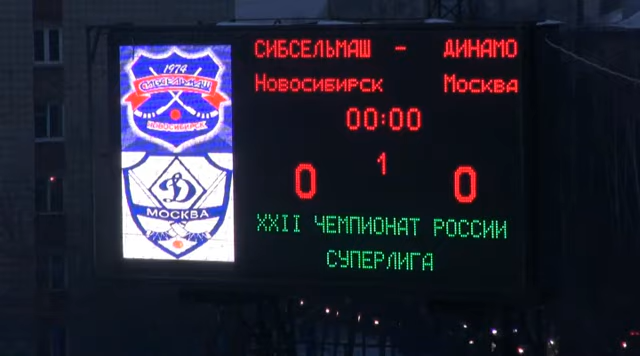 СИБСЕЛЬМАШ - ДИНАМО
Новосибирск Москва
00:00
1
0 0
XXII ЧЕМПИОНАТ РОССИИ
СУПЕРЛИГА
1974
СИБСЕЛЬМАШ
НОВОСИБИРСК
Д
МОСКВА